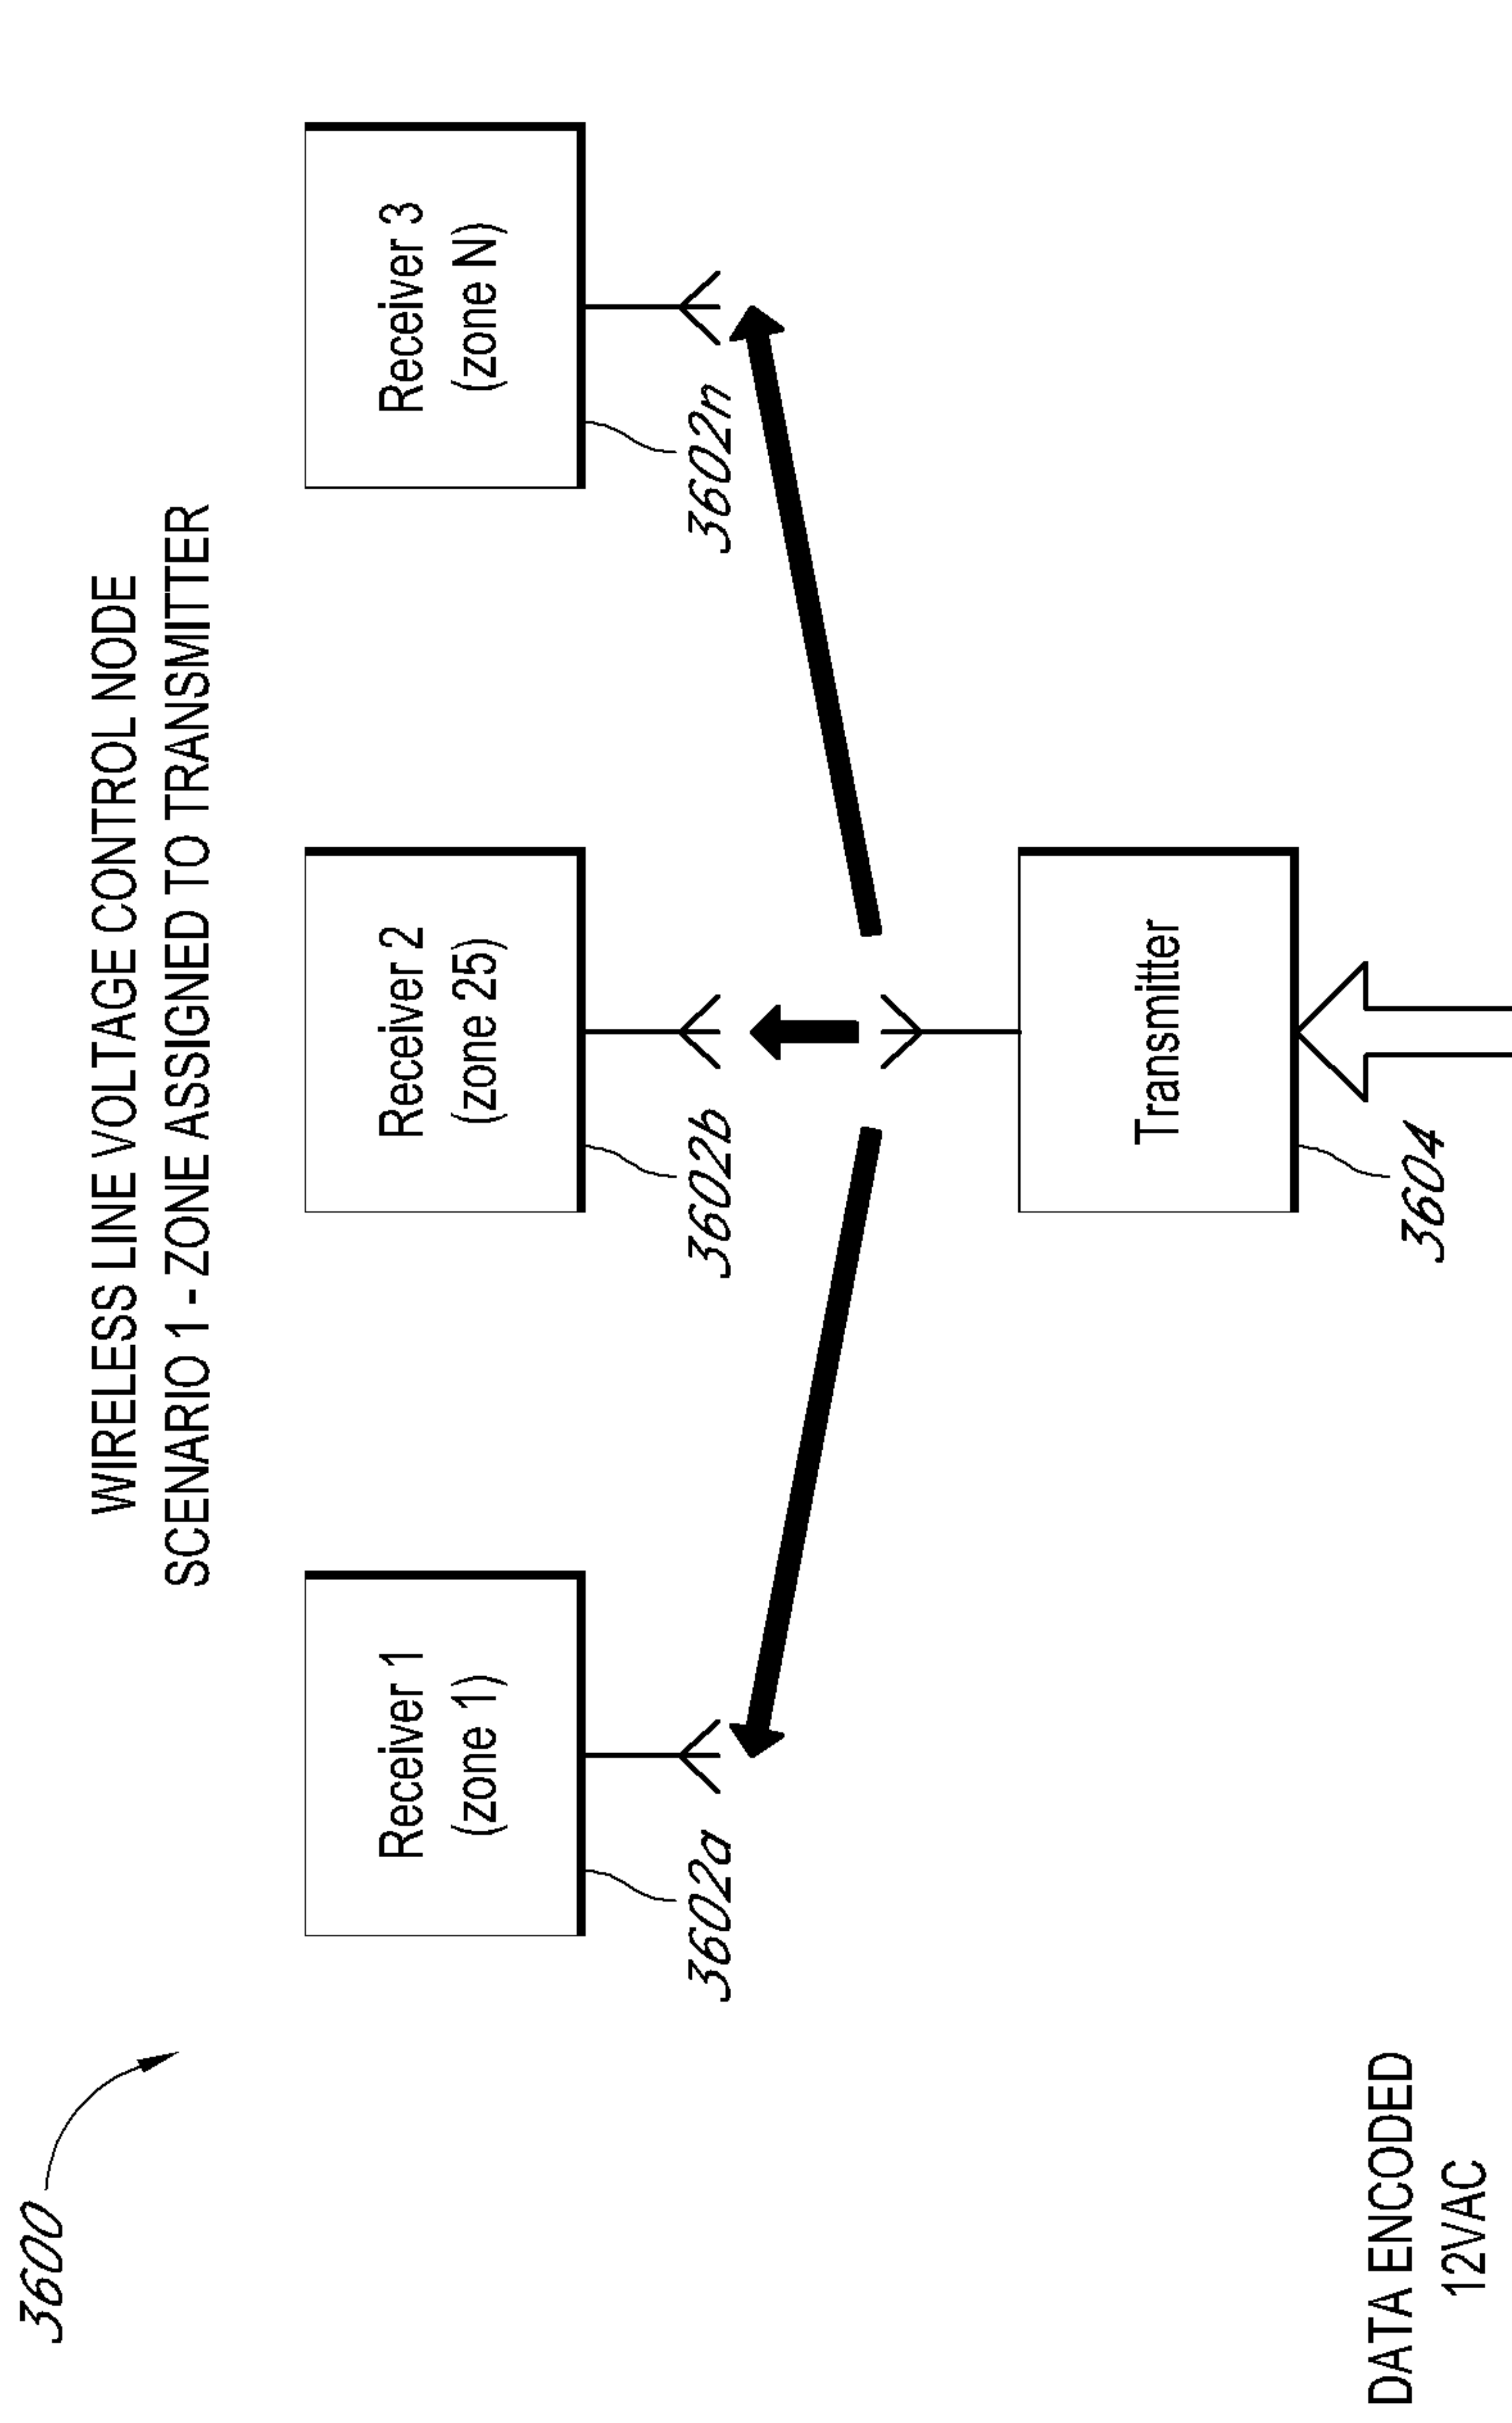 3600
WIRELESS LINE VOLTAGE CONTROL NODE
SCENARIO 1 - ZONE ASSIGNED TO TRANSMITTER
Receiver 1
(zone 1)
3602a
Receiver 2
(zone 25)
3602b
Receiver 3
(zone N)
3602n
Transmitter
3604
DATA ENCODED
12VAC